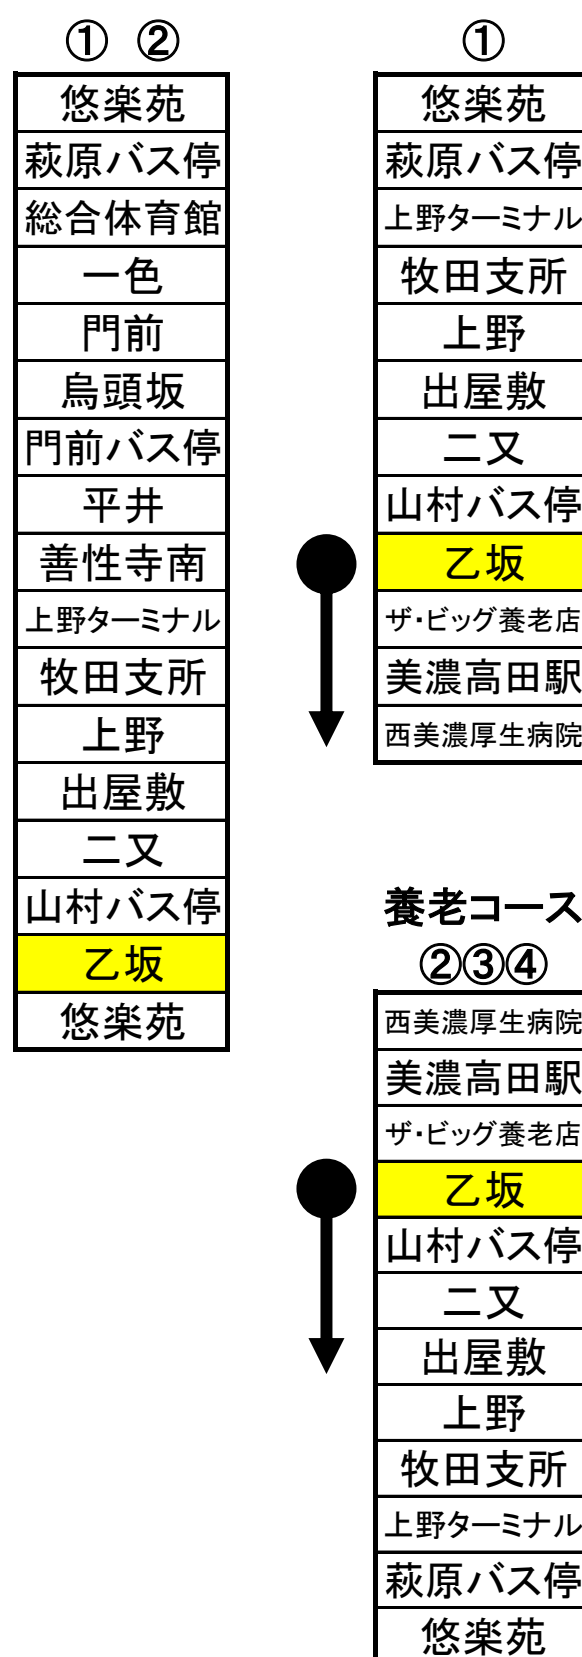 ① ②
悠楽苑
萩原バス停
総合体育館
一色
門前
烏頭坂
門前バス停
平井
善性寺南
上野ターミナル
牧田支所
上野
出屋敷
二又
山村バス停
乙坂
悠楽苑
①
悠楽苑
萩原バス停
上野ターミナル
牧田支所
上野
出屋敷
二又
山村バス停
乙坂
ザ・ビッグ養老店
美濃高田駅
西美濃厚生病院
養老コース
②③④
西美濃厚生病院
美濃高田駅
ザ・ビッグ養老店
乙坂
山村バス停
二又
出屋敷
上野
牧田支所
上野ターミナル
萩原バス停
悠楽苑